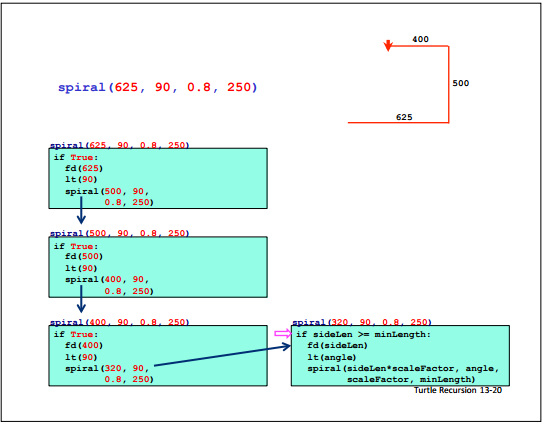 400
spiral(625, 90, 0.8, 250)
500
625
spiral(625, 90, 0.8, 250)
if True:
fd(625)
lt(90)
spiral(500, 90,
0.8, 250)
spiral(500, 90, 0.8, 250)
if True:
fd(500)
lt(90)
spiral(400, 90,
0.8, 250)
spiral(400, 90, 0.8, 250)
if True:
fd(400)
lt(90)
spiral(320, 90,
0.8, 250)
spiral(320, 90, 0.8, 250)
if sideLen >= minLength:
fd(sideLen)
lt(angle)
spiral(sideLen*scaleFactor, angle,
scaleFactor, minLength)
Turtle Recursion 13-20